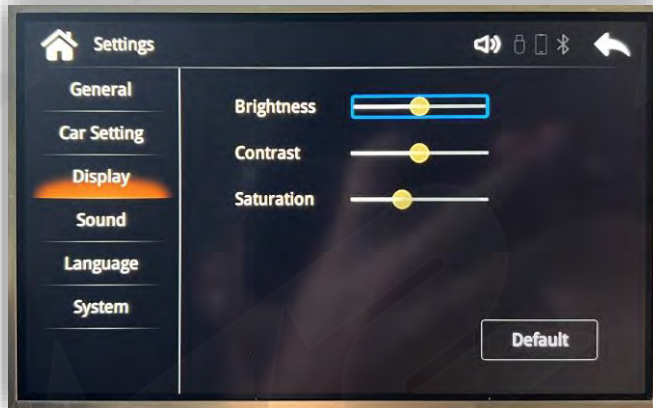 Settings
General
Car Setting
Display
Sound
Language
System
Brightness
Contrast
Saturation
Default